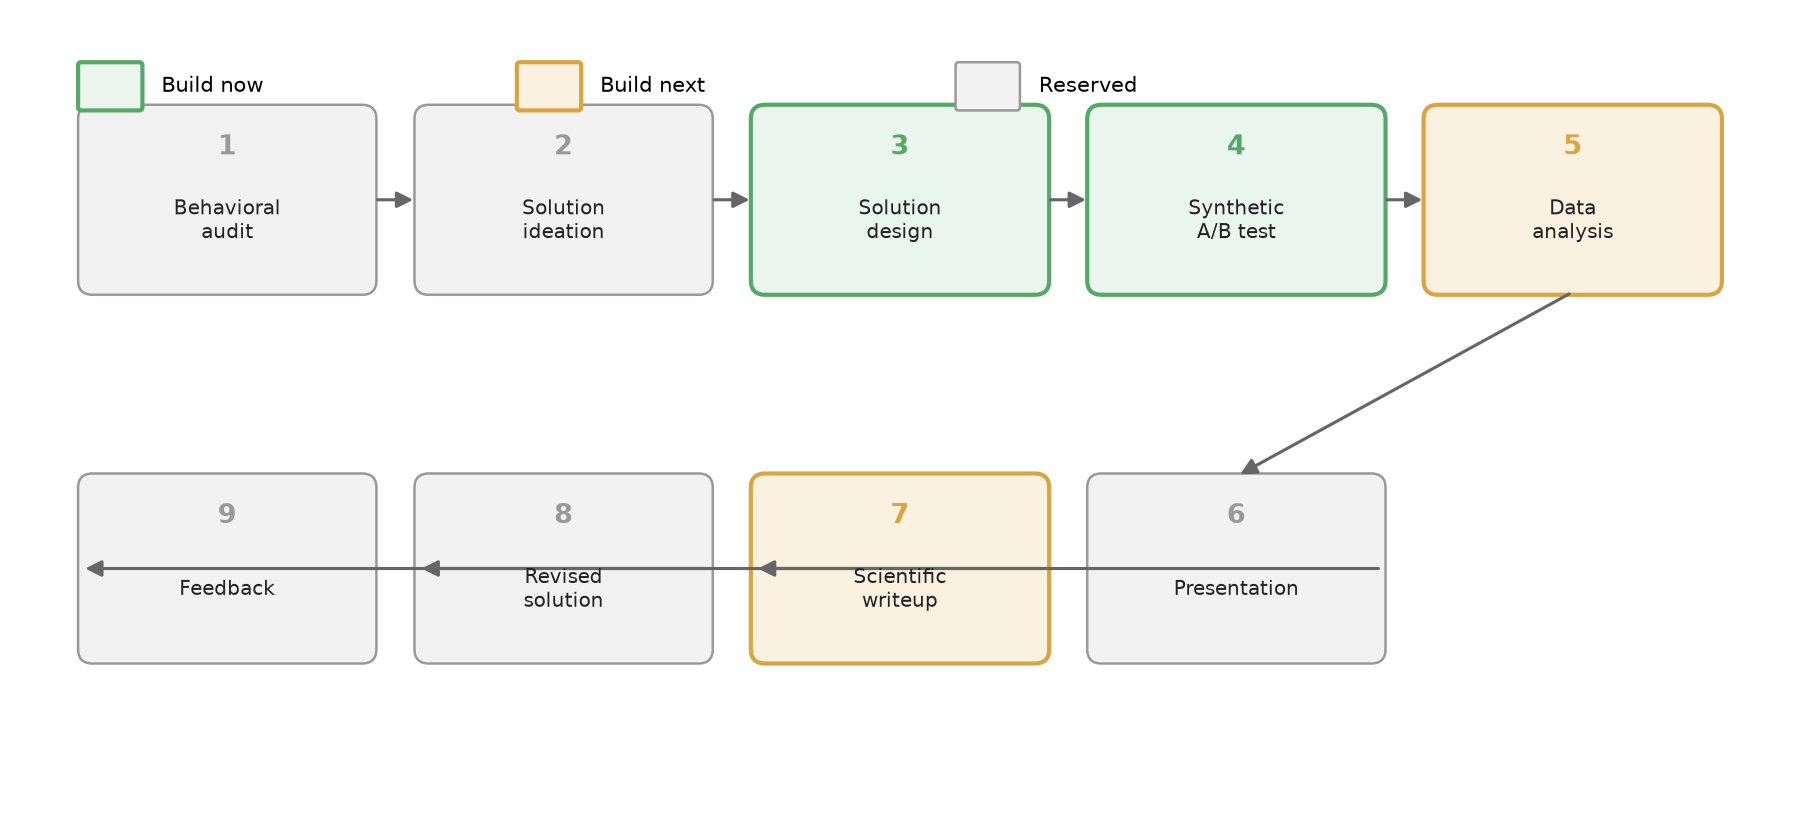 Build now
Build next
Reserved
1
Behavioral
audit
2
Solution
ideation
3
Solution
design
4
Synthetic
A/B test
5
Data
analysis
9
Feedback
8
Revised
solution
7
Scientific
writeup
6
Presentation